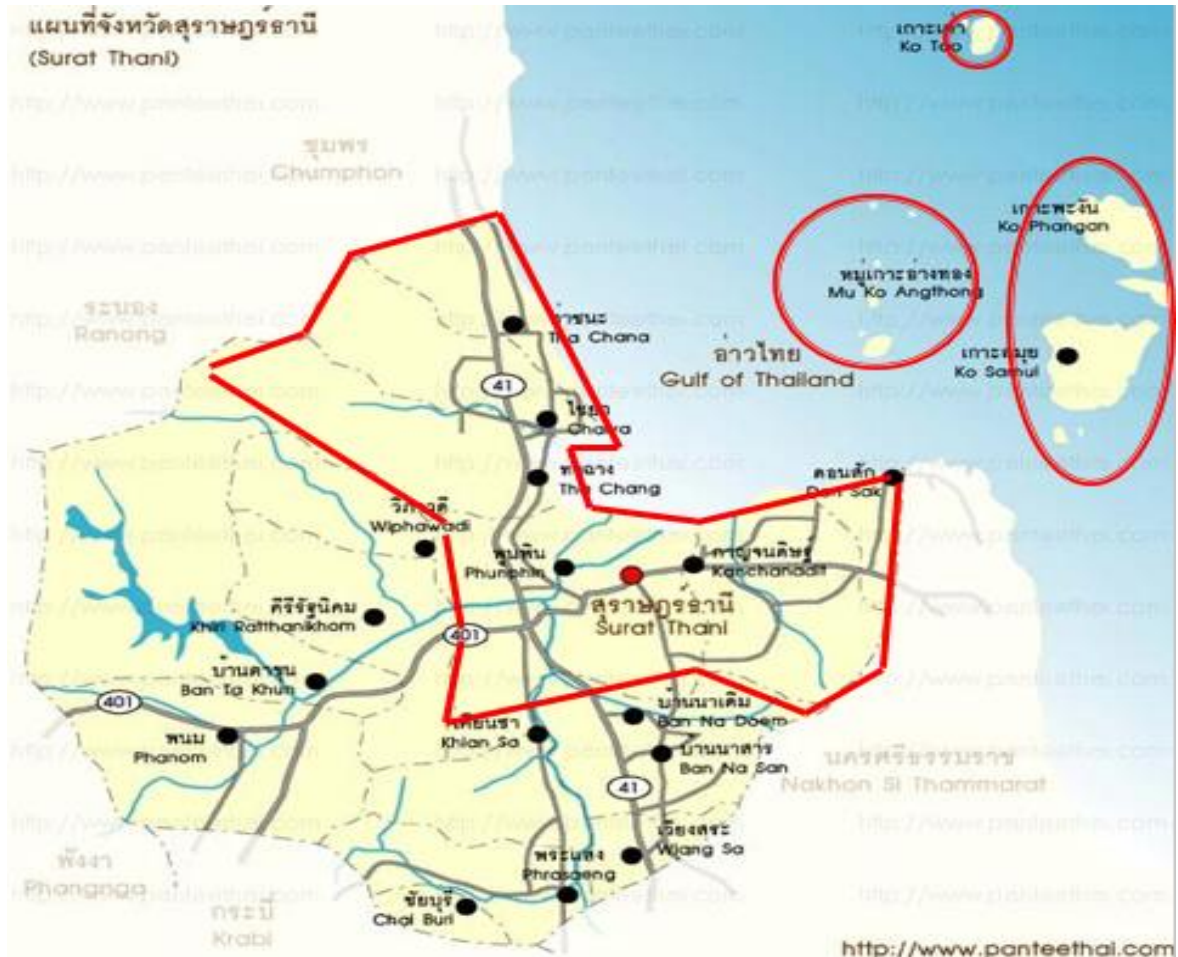 แผนที่จังหวัดสุราษฎร์ธานี
(Surat Thani)
เกาะเต่า
Ko Tao
ชุมพร
Chumphon
เกาะพะงัน
Ko Phangan
หมู่เกาะอ่างทอง
Mu Ko Angthong
ระนอง
Ranong
ท่าชนะ
Tha Chana
อ่าวไทย
Gulf of Thailand
เกาะสมุย
Ko Samui
41
ไชยา
Chaiya
ท่าฉาง
Tha Chang
ดอนสัก
Don Sak
วิภาวดี
Wiphawadi
พุนพิน
Phunphin
กาญจนดิษฐ์
Kanchanadit
คีรีรัฐนิคม
Khiri Ratthanikhom
สุราษฎร์ธานี
Surat Thani
401
บ้านตาขุน
Ban Ta Khun
401
บ้านนาเดิม
Ban Na Doem
เคียนซา
Khian Sa
พนม
Phanom
บ้านนาสาร
Ban Na San
นครศรีธรรมราช
Nakhon Si Thammarat
41
เวียงสระ
Wiang Sa
พังงา
Phangnga
พระแสง
Phrasaeng
ชัยบุรี
Chai Buri
กระบี่
Krabi
http://www.panteethai.com